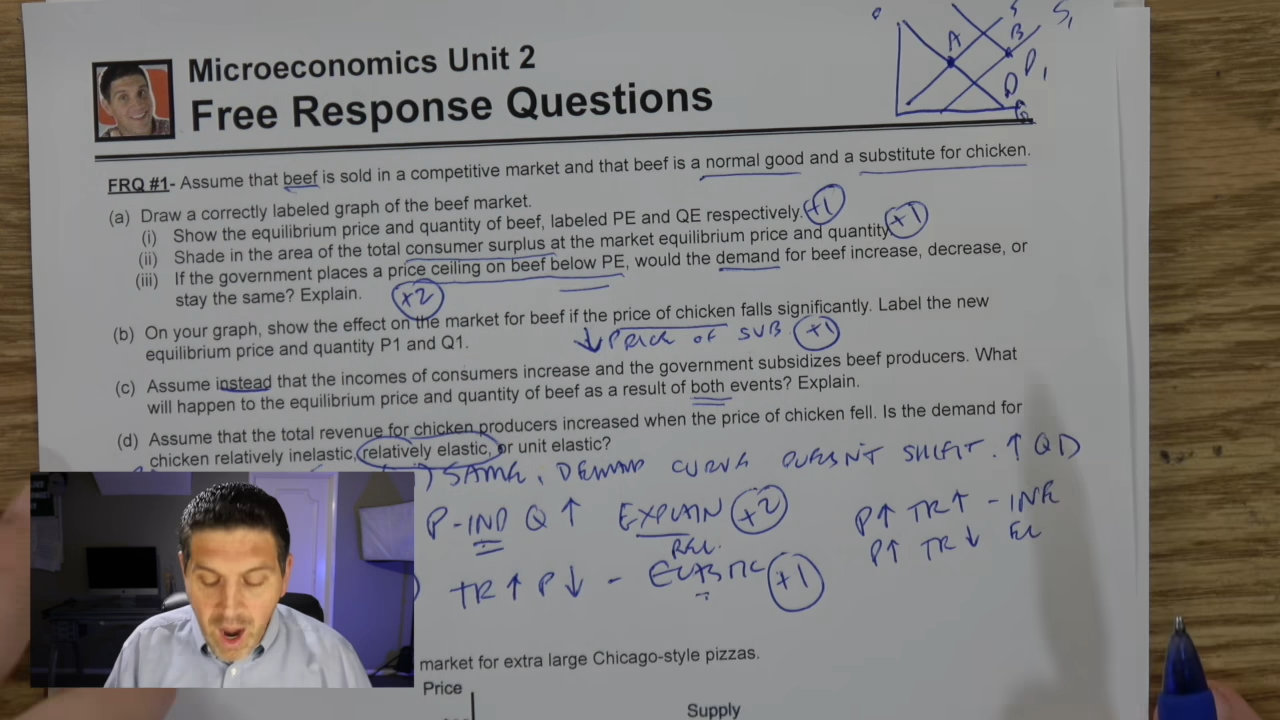 Microeconomics Unit 2
Free Response Questions
A
S
B
S1
D
D1
Q
FRQ #1- Assume that beef is sold in a competitive market and that beef is a normal good and a substitute for chicken.
(a) Draw a correctly labeled graph of the beef market.
(i) Show the equilibrium price and quantity of beef, labeled PE and QE respectively. +1
(ii) Shade in the area of the total consumer surplus at the market equilibrium price and quantity +1
(iii) If the government places a price ceiling on beef below PE, would the demand for beef increase, decrease, or
stay the same? Explain. +2
(b) On your graph, show the effect on the market for beef if the price of chicken falls significantly. Label the new
equilibrium price and quantity P1 and Q1. ↓ PRICE OF SUB +1
(c) Assume instead that the incomes of consumers increase and the government subsidizes beef producers. What
will happen to the equilibrium price and quantity of beef as a result of both events? Explain.
(d) Assume that the total revenue for chicken producers increased when the price of chicken fell. Is the demand for
chicken relatively inelastic, relatively elastic, or unit elastic?
) SAME, DEMAND CURVE DOESN'T SHIFT. ↑ QD
P-IND Q ↑ EXPLAIN +2 P↑ TR↑ - INE
REL. P↑ TR ↓ EL
) TR ↑ P ↓ - ELASTIC +1
market for extra large Chicago-style pizzas.
Price
Supply